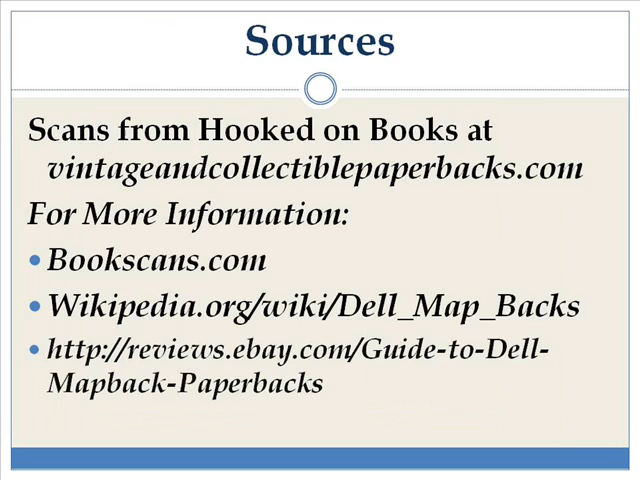 Sources
Scans from Hooked on Books at
vintageandcollectiblepaperbacks.com
For More Information:
• Bookscans.com
• Wikipedia.org/wiki/Dell_Map_Backs
• http://reviews.ebay.com/Guide-to-Dell-
Mapback-Paperbacks